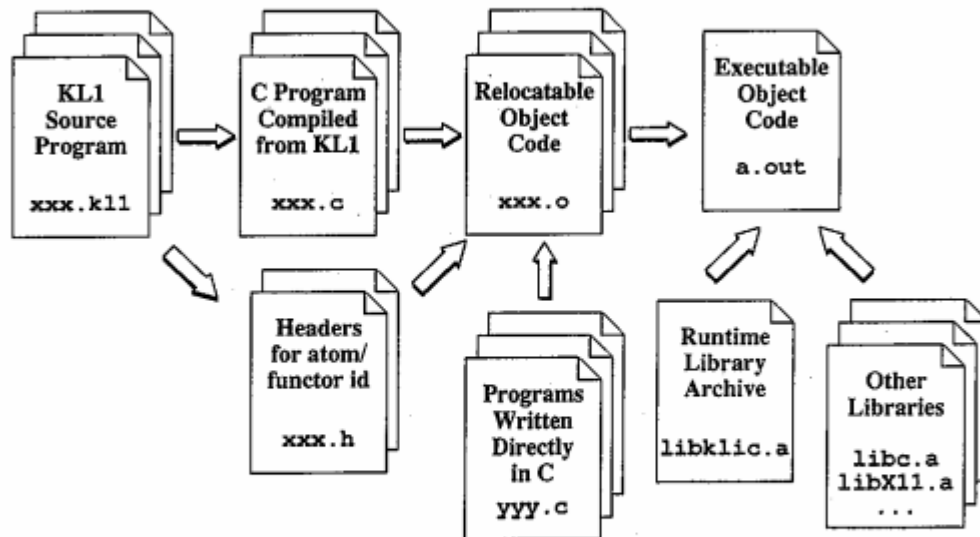 KL1
Source
Program
xxx.kl1
C Program
Compiled
from KL1
xxx.c
Relocatable
Object
Code
xxx.o
Executable
Object
Code
a.out
Headers
for atom/
functor id
xxx.h
Programs
Written
Directly
in C
yyy.c
Runtime
Library
Archive
libklic.a
Other
Libraries
libc.a
libX11.a
...